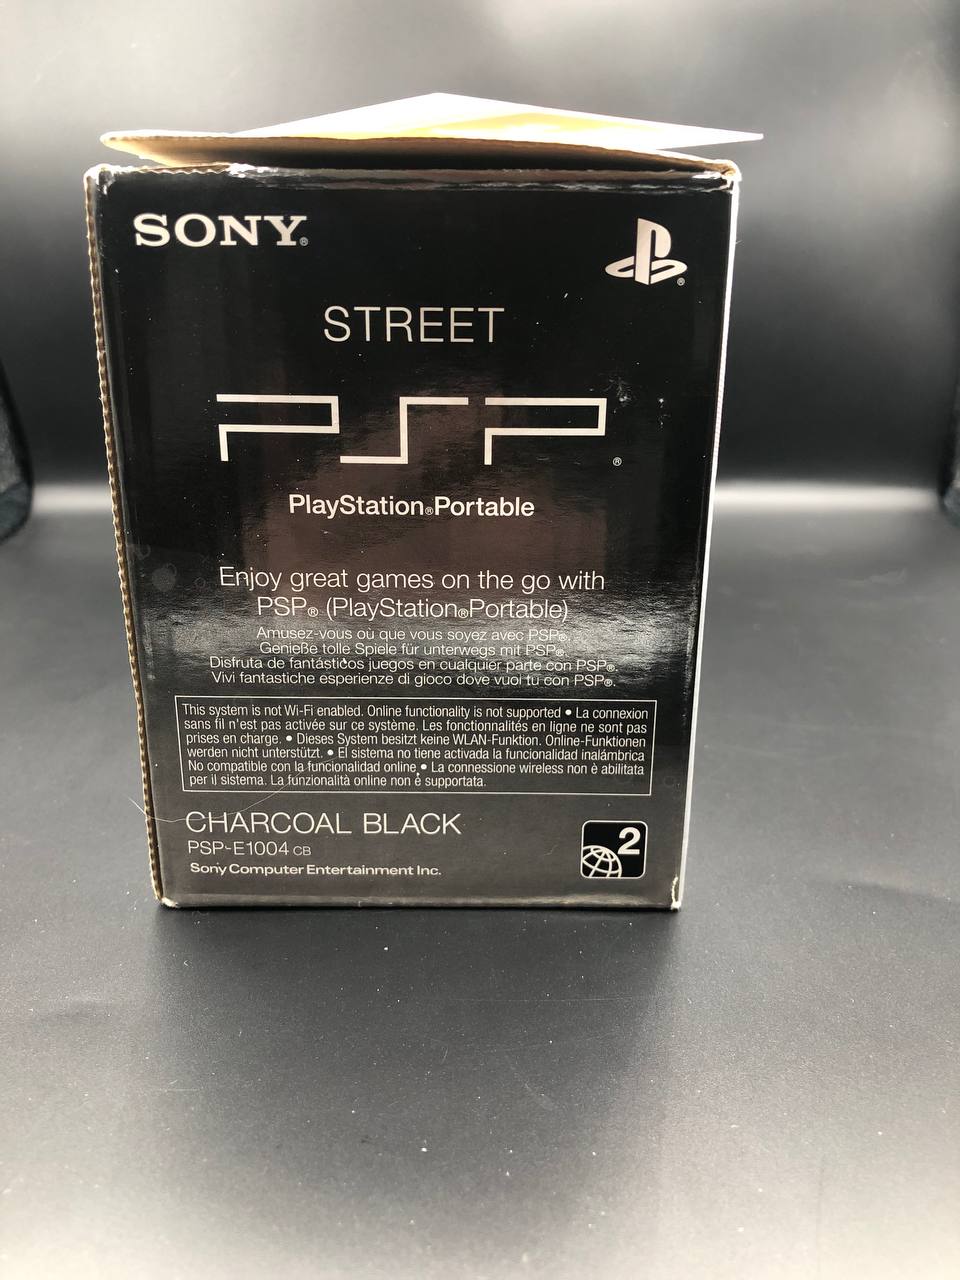 SONY®
®
STREET
PSP®
PlayStation®Portable
Enjoy great games on the go with
PSP® (PlayStation®Portable)
Amusez-vous où que vous soyez avec PSP®.
Genieße tolle Spiele für unterwegs mit PSP®.
Disfruta de fantásticos juegos en cualquier parte con PSP®.
Vivi fantastiche esperienze di gioco dove vuoi tu con PSP®.
This system is not Wi-Fi enabled. Online functionality is not supported • La connexion
sans fil n'est pas activée sur ce système. Les fonctionnalités en ligne ne sont pas
prises en charge. • Dieses System besitzt keine WLAN-Funktion. Online-Funktionen
werden nicht unterstützt. • El sistema no tiene activada la funcionalidad inalámbrica
No compatible con la funcionalidad online. • La connessione wireless non è abilitata
per il sistema. La funzionalità online non è supportata.
CHARCOAL BLACK
PSP-E1004 CB
Sony Computer Entertainment Inc.
2